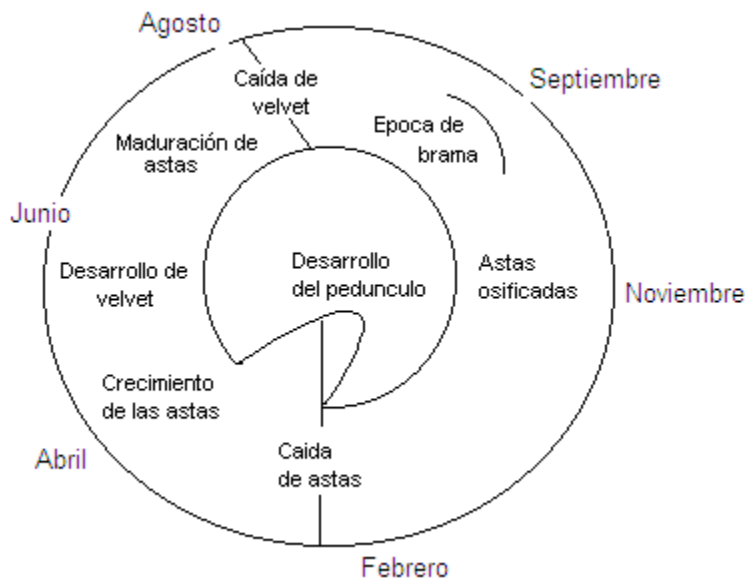 Agosto
Septiembre
Caída de
velvet
Epoca de
brama
Maduración de
astas
Junio
Desarrollo de
velvet
Desarrollo
del pedunculo
Astas
osificadas
Noviembre
Crecimiento
de las astas
Abril
Caida
de astas
Febrero